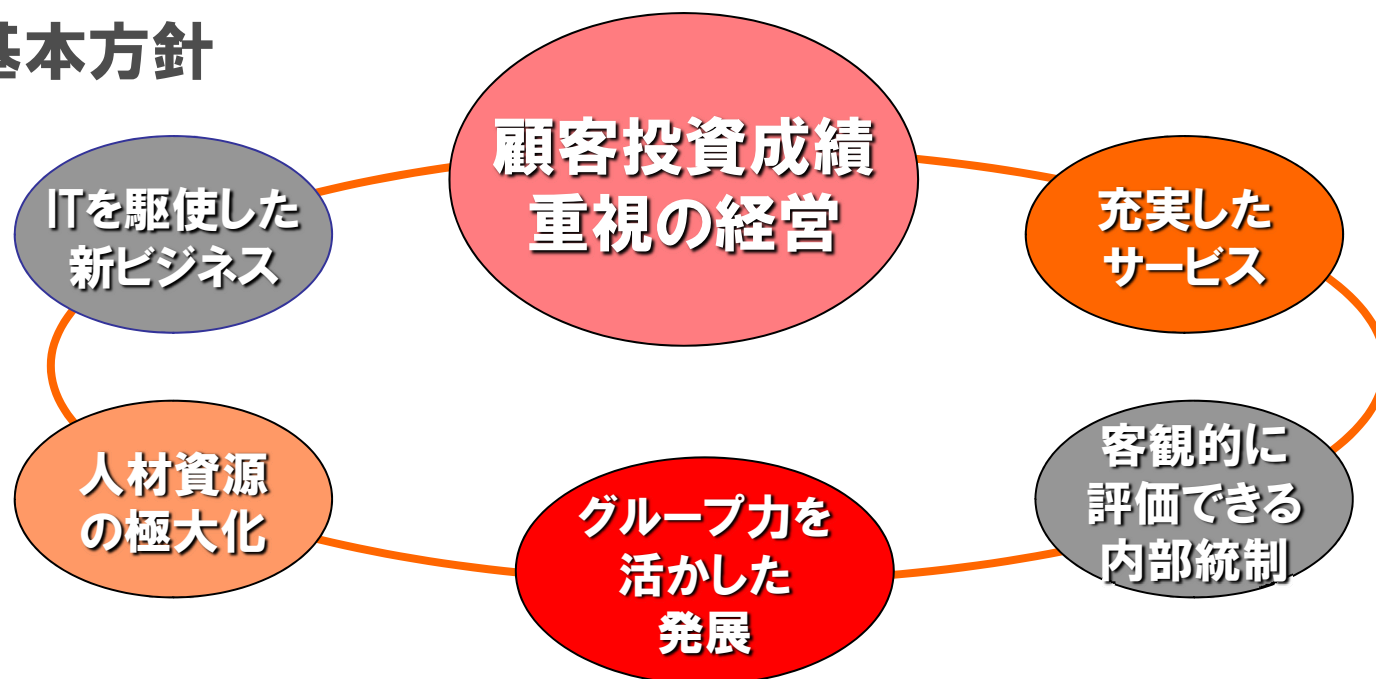 基本方針
顧客投資成績
重視の経営
ITを駆使した
新ビジネス
充実した
サービス
人材資源
の極大化
グループ力を
活かした
発展
客観的に
評価できる
内部統制